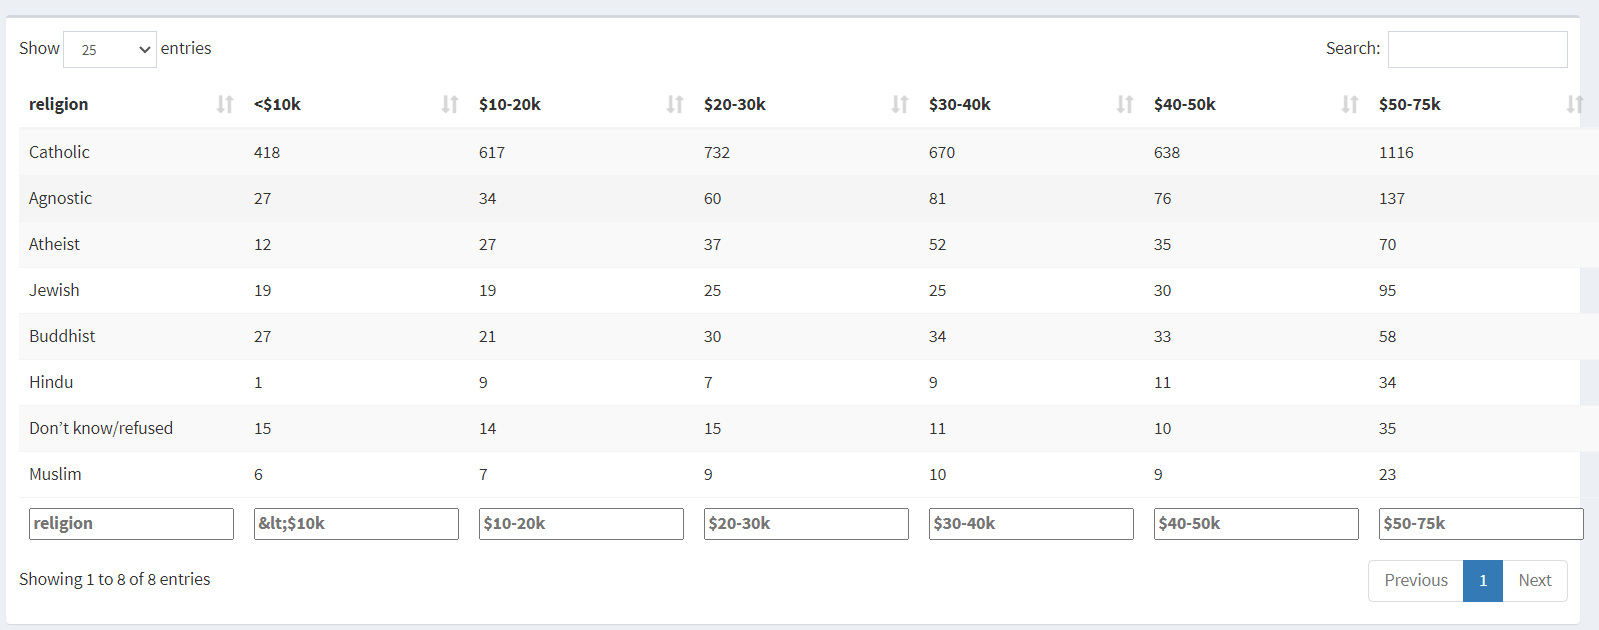 Show 25 entries Search:
religion <$10k $10-20k $20-30k $30-40k $40-50k $50-75k
Catholic 418 617 732 670 638 1116
Agnostic 27 34 60 81 76 137
Atheist 12 27 37 52 35 70
Jewish 19 19 25 25 30 95
Buddhist 27 21 30 34 33 58
Hindu 1 9 7 9 11 34
Don’t know/refused 15 14 15 11 10 35
Muslim 6 7 9 10 9 23
religion &lt;$10k $10-20k $20-30k $30-40k $40-50k $50-75k
Showing 1 to 8 of 8 entries Previous 1 Next